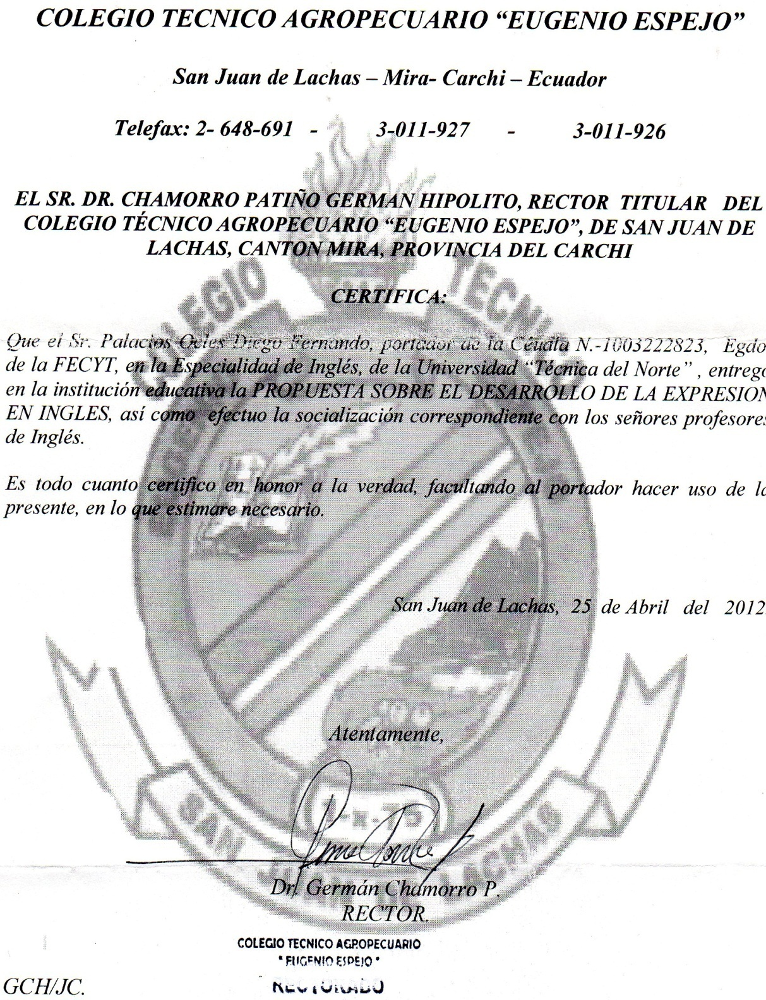 COLEGIO TECNICO AGROPECUARIO “EUGENIO ESPEJO”
San Juan de Lachas – Mira- Carchi – Ecuador
Telefax: 2- 648-691 - 3-011-927 - 3-011-926
EL SR. DR. CHAMORRO PATIÑO GERMAN HIPOLITO, RECTOR TITULAR DEL
COLEGIO TÉCNICO AGROPECUARIO “EUGENIO ESPEJO”, DE SAN JUAN DE
LACHAS, CANTON MIRA, PROVINCIA DEL CARCHI
COLEGIO TECNICO
CERTIFICA:
Que el Sr. Palacios Ocles Diego Fernando, portador de la Cédula N.-1003222823, Egdo.
de la FECYT, en la Especialidad de Inglés, de la Universidad “Técnica del Norte” , entregó
en la institución educativa la PROPUESTA SOBRE EL DESARROLLO DE LA EXPRESION
EN INGLES, así como efectuo la socialización correspondiente con los señores profesores
de Inglés.
Es todo cuanto certifico en honor a la verdad, facultando al portador hacer uso de la
presente, en lo que estimare necesario.
San Juan de Lachas, 25 de Abril del 2012
Atentamente,
SAN JUAN LACHAS
Dr. Germán Chamorro P.
RECTOR.
COLEGIO TECNICO AGROPECUARIO
" EUGENIO ESPEJO "
RECTORADO
GCH/JC.